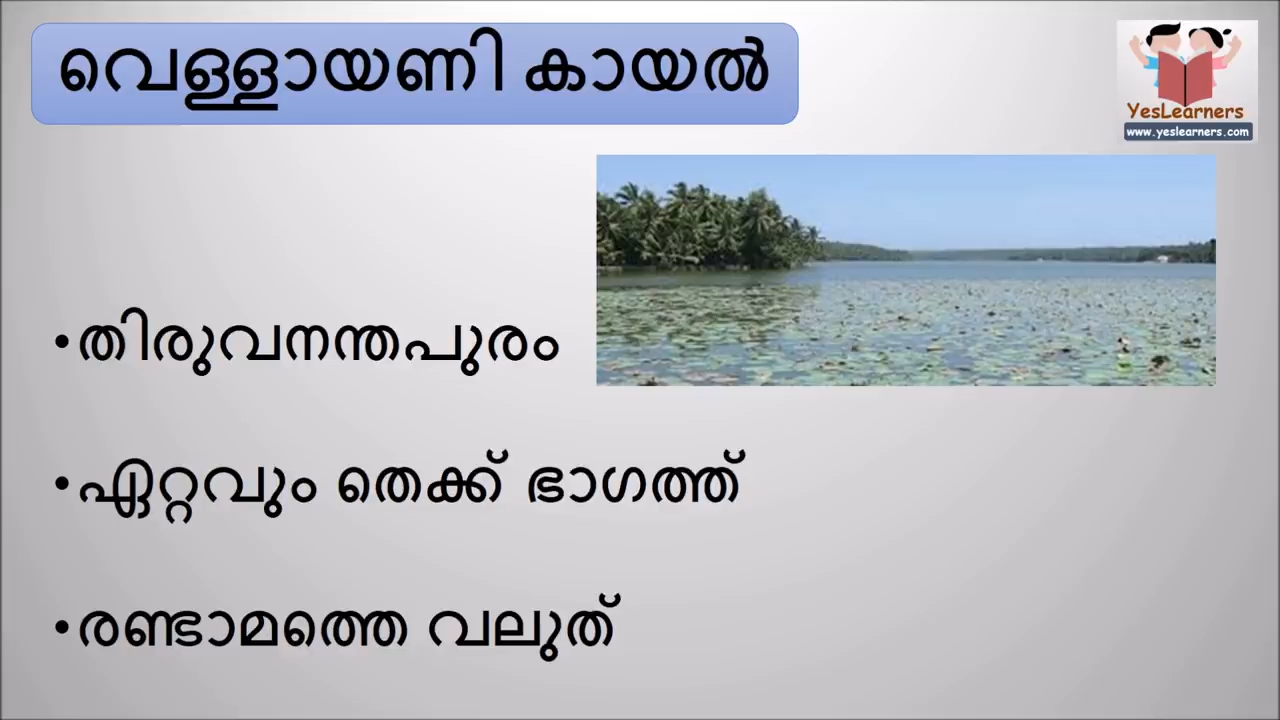 വെള്ളായണി കായൽ
YesLearners
www.yeslearners.com
•തിരുവനന്തപുരം
•ഏറ്റവും തെക്ക് ഭാഗത്ത്
•രണ്ടാമത്തെ വലുത്